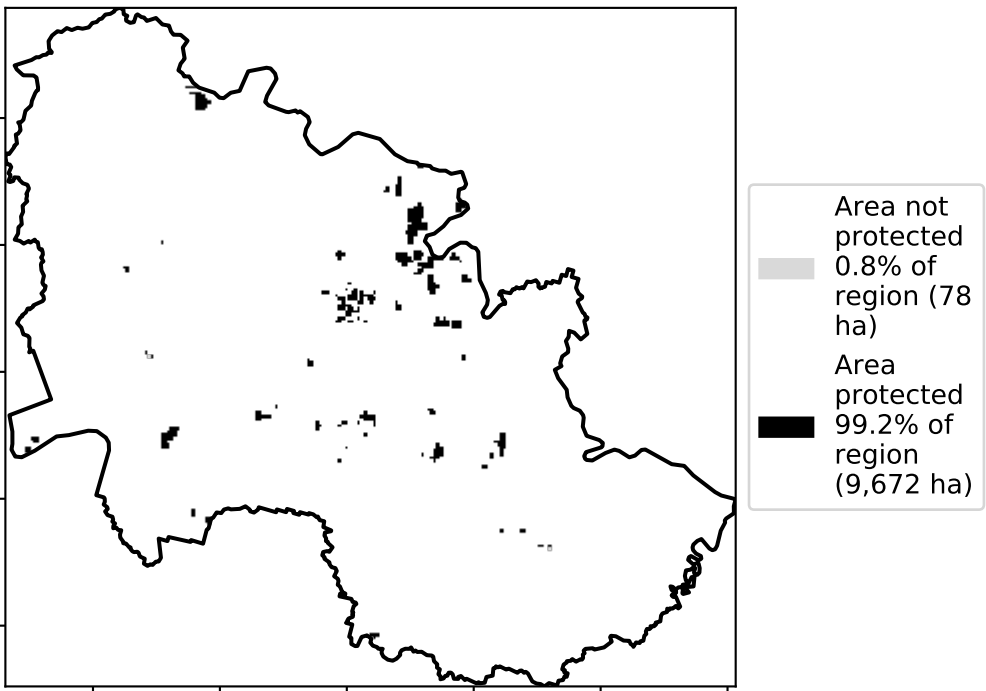 Area not
protected
0.8% of
region (78
ha)
Area
protected
99.2% of
region
(9,672 ha)